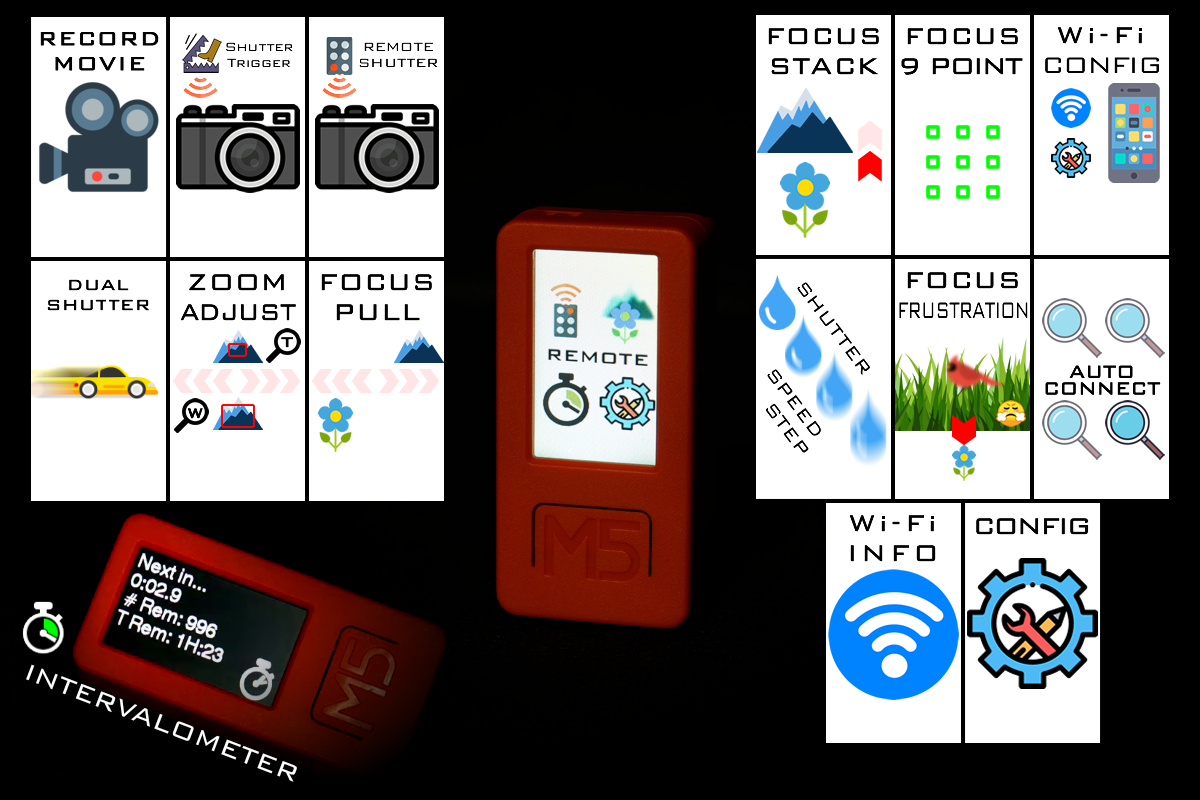 RECORD
MOVIE
SHUTTER
TRIGGER
REMOTE
SHUTTER
DUAL
SHUTTER
ZOOM
ADJUST
T
W
FOCUS
PULL
Next in...
0:02.9
# Rem: 996
T Rem: 1H:23
M5
INTERVALOMETER
REMOTE
M5
FOCUS
STACK
FOCUS
9 POINT
Wi-Fi
CONFIG
SHUTTER
SPEED
STEP
FOCUS
FRUSTRATION
AUTO
CONNECT
Wi-Fi
INFO
CONFIG